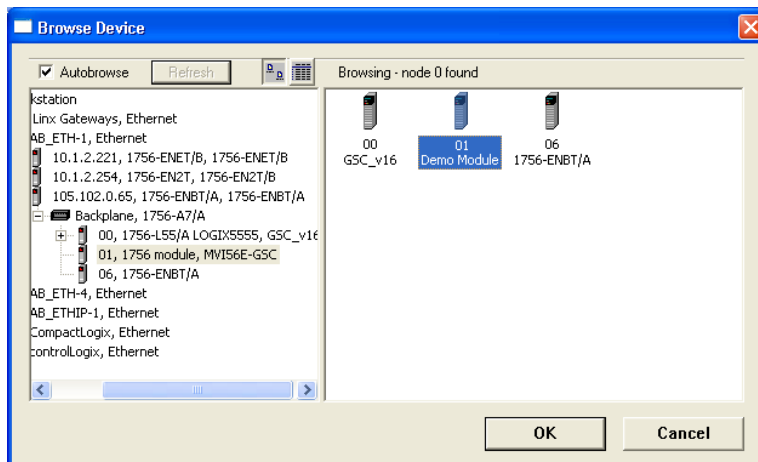 Browse Device
Autobrowse
Refresh
Browsing - node 0 found
kstation
Linx Gateways, Ethernet
AB_ETH-1, Ethernet
10.1.2.221, 1756-ENET/B, 1756-ENET/B
10.1.2.254, 1756-EN2T, 1756-EN2T/B
105.102.0.65, 1756-ENBT/A, 1756-ENBT/A
Backplane, 1756-A7/A
00, 1756-L55/A LOGIX5555, GSC_v16
01, 1756 module, MVI56E-GSC
06, 1756-ENBT/A
AB_ETH-4, Ethernet
AB_ETHIP-1, Ethernet
CompactLogix, Ethernet
controlLogix, Ethernet
00
GSC_v16
01
Demo Module
06
1756-ENBT/A
OK
Cancel